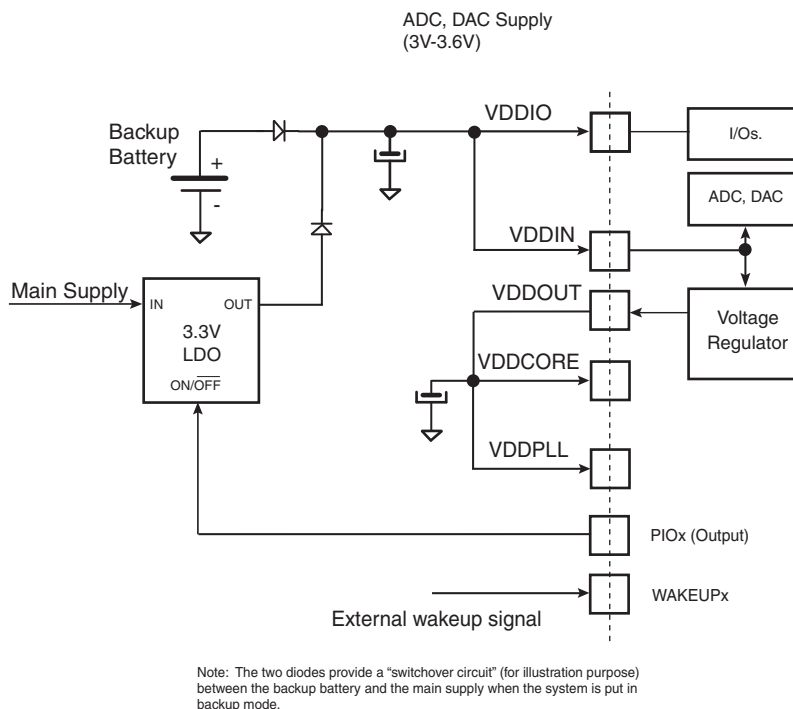 ADC, DAC Supply
(3V-3.6V)
Backup
Battery
+
-
VDDIO
I/Os.
ADC, DAC
VDDIN
Main Supply
IN
OUT
3.3V
LDO
ON/OFF
VDDOUT
Voltage
Regulator
VDDCORE
VDDPLL
PIOx (Output)
WAKEUPx
External wakeup signal
Note: The two diodes provide a “switchover circuit” (for illustration purpose)
between the backup battery and the main supply when the system is put in
backup mode.